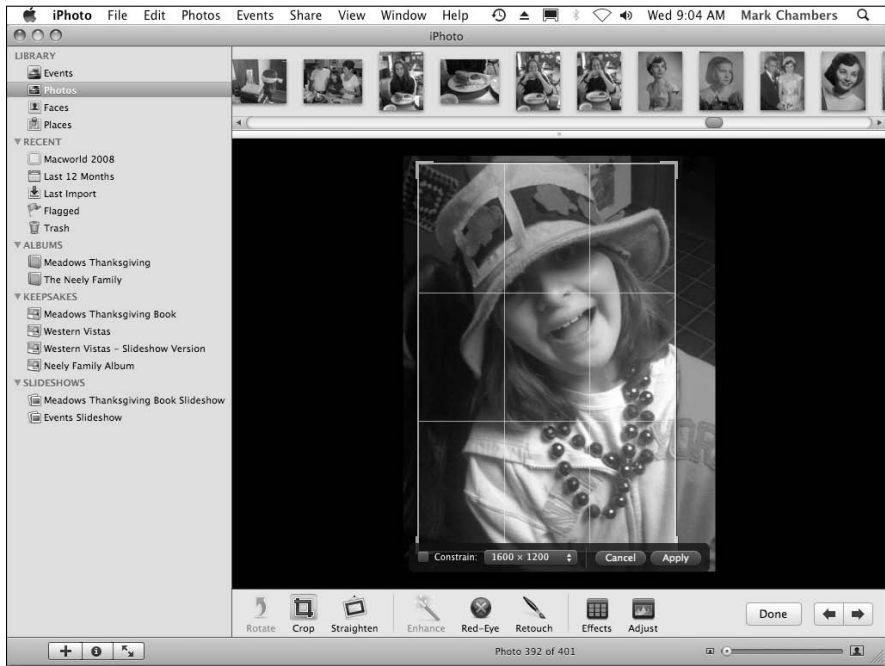 iPhoto File Edit Photos Events Share View Window Help Wed 9:04 AM Mark Chambers
iPhoto
LIBRARY
Events
Photos
Faces
Places
RECENT
Macworld 2008
Last 12 Months
Last Import
Flagged
Trash
ALBUMS
Meadows Thanksgiving
The Neely Family
KEEPSAKES
Meadows Thanksgiving Book
Western Vistas
Western Vistas – Slideshow Version
Neely Family Album
SLIDESHOWS
Meadows Thanksgiving Book Slideshow
Events Slideshow
Constrain: 1600 × 1200 Cancel Apply
Rotate Crop Straighten Enhance Red-Eye Retouch Effects Adjust Done
Photo 392 of 401